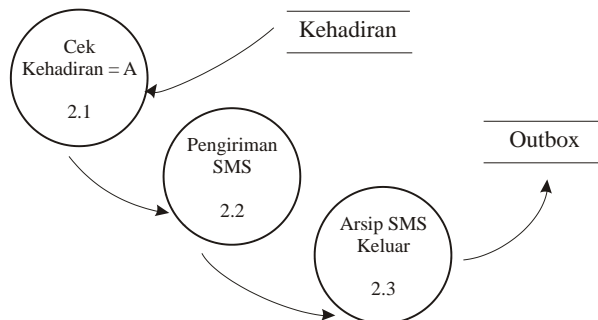 Cek
Kehadiran = A
2.1
Kehadiran
Pengiriman
SMS
2.2
Outbox
Arsip SMS
Keluar
2.3